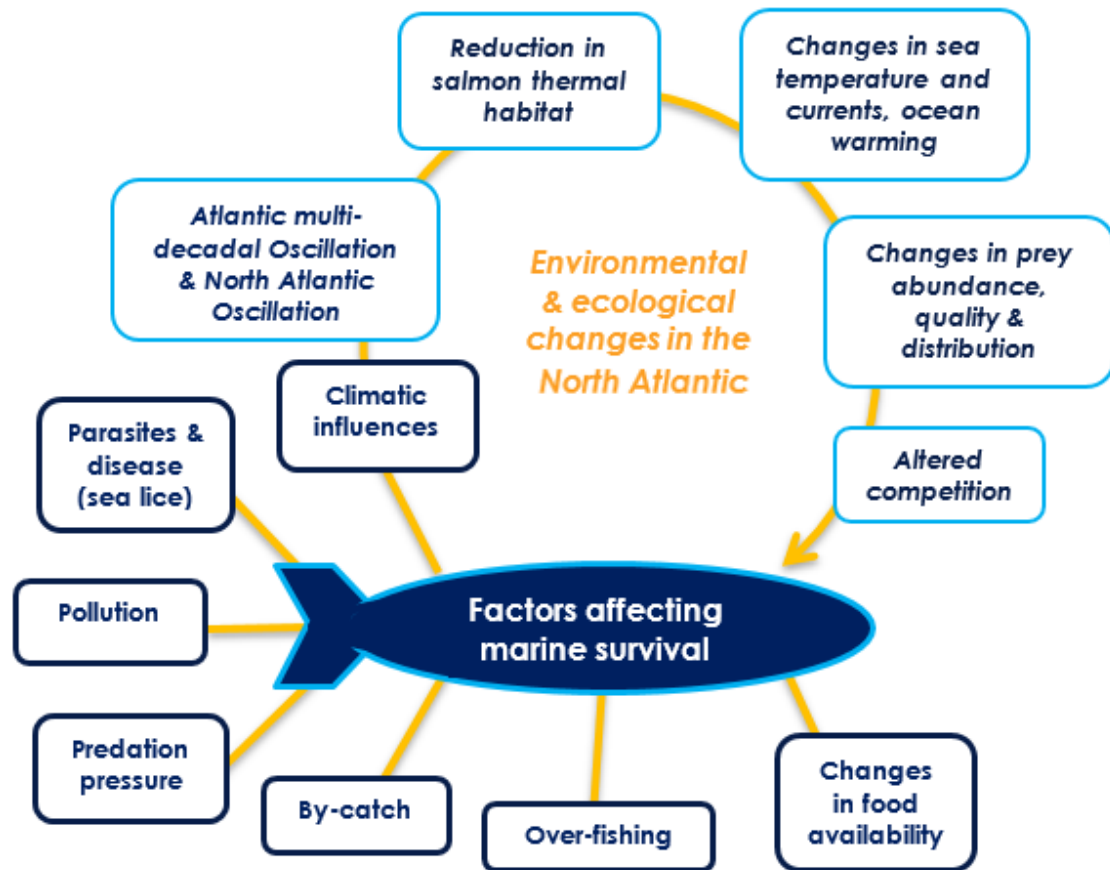 Reduction in
salmon thermal
habitat
Changes in sea
temperature and
currents, ocean
warming
Atlantic multi-
decadal Oscillation
& North Atlantic
Oscillation
Environmental
& ecological
changes in the
North Atlantic
Changes in prey
abundance,
quality &
distribution
Climatic
influences
Parasites &
disease
(sea lice)
Altered
competition
Pollution
Factors affecting
marine survival
Predation
pressure
By-catch
Over-fishing
Changes
in food
availability